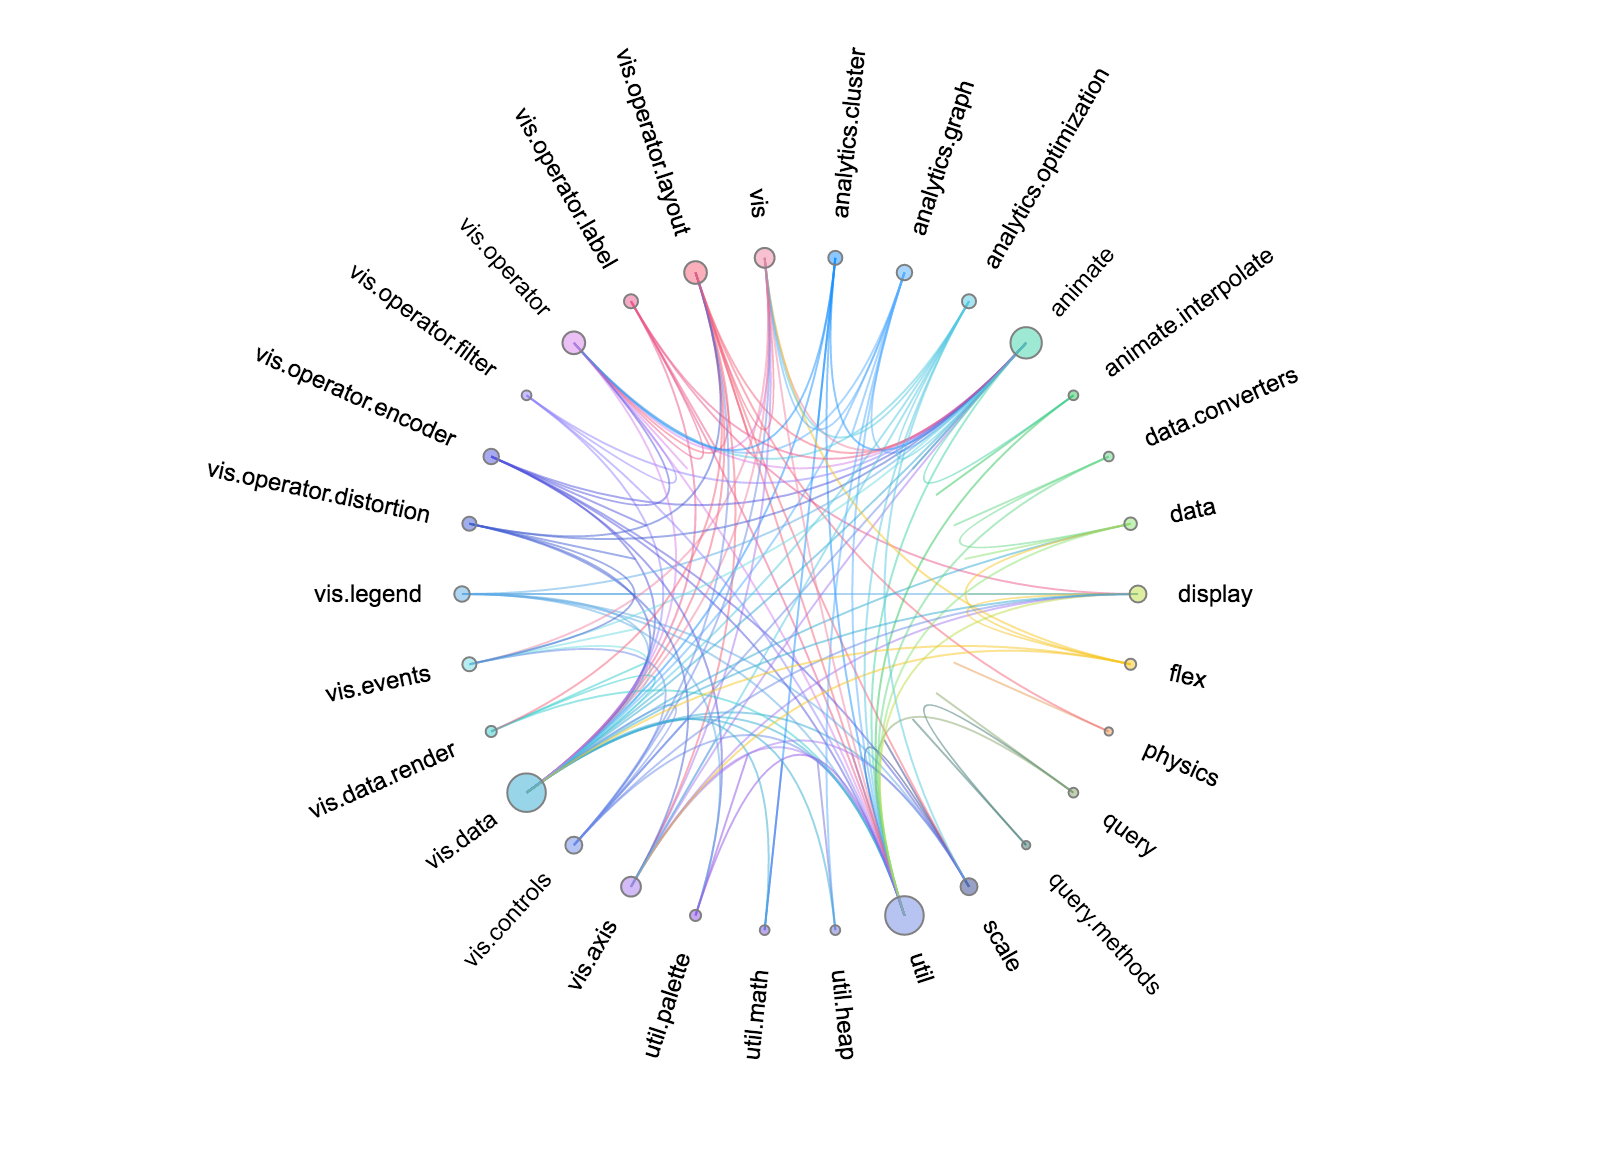 vis
analytics.cluster
analytics.graph
analytics.optimization
animate
animate.interpolate
data.converters
data
display
flex
physics
query
query.methods
scale
util
util.heap
util.math
util.palette
vis.axis
vis.controls
vis.data
vis.data.render
vis.events
vis.legend
vis.operator.distortion
vis.operator.encoder
vis.operator.filter
vis.operator
vis.operator.label
vis.operator.layout